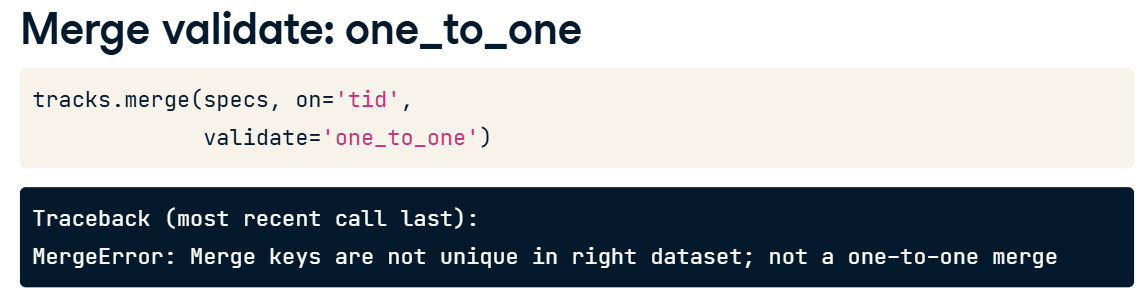 Merge validate: one_to_one
tracks.merge(specs, on='tid',
validate='one_to_one')
Traceback (most recent call last):
MergeError: Merge keys are not unique in right dataset; not a one-to-one merge